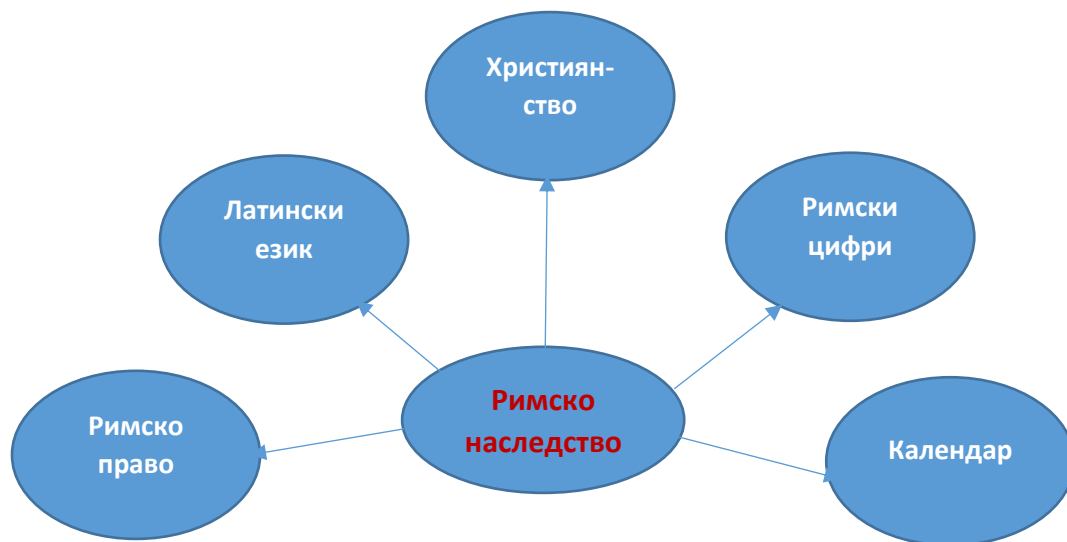 Християн-
ство
Латински
език
Римски
цифри
Римско
наследство
Римско
право
Календар